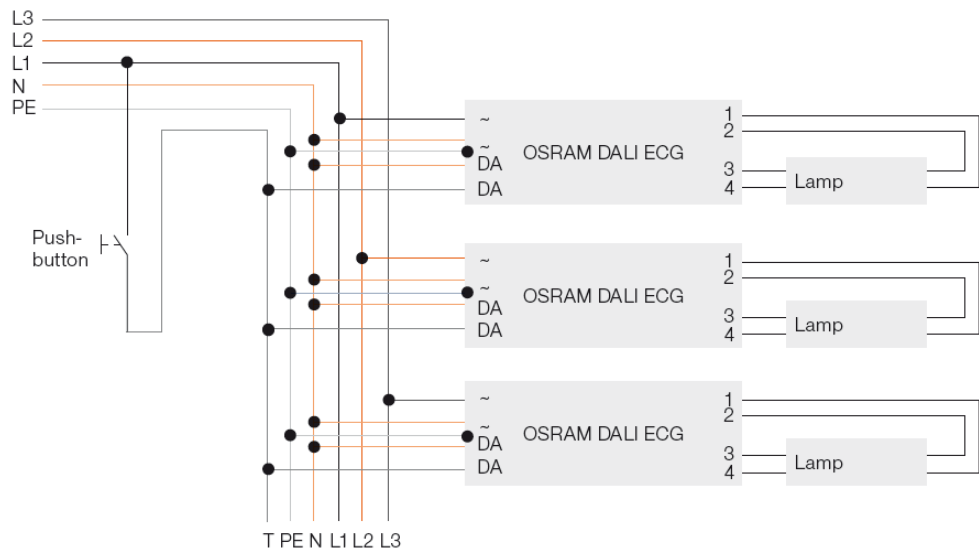 L3
L2
L1
N
PE
Push-
button
~
~
DA
DA
OSRAM DALI ECG
1
2
3
4
Lamp
~
~
DA
DA
OSRAM DALI ECG
1
2
3
4
Lamp
~
~
DA
DA
OSRAM DALI ECG
1
2
3
4
Lamp
T PE N L1 L2 L3